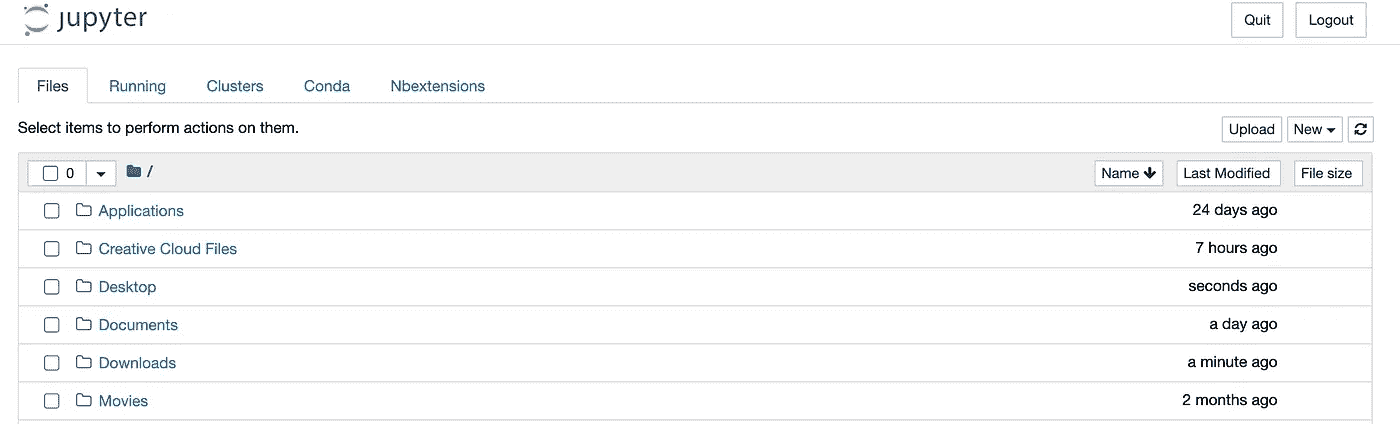 jupyter Quit Logout
Files Running Clusters Conda Nbextensions
Select items to perform actions on them. Upload New
0 / Name Last Modified File size
Applications 24 days ago
Creative Cloud Files 7 hours ago
Desktop seconds ago
Documents a day ago
Downloads a minute ago
Movies 2 months ago